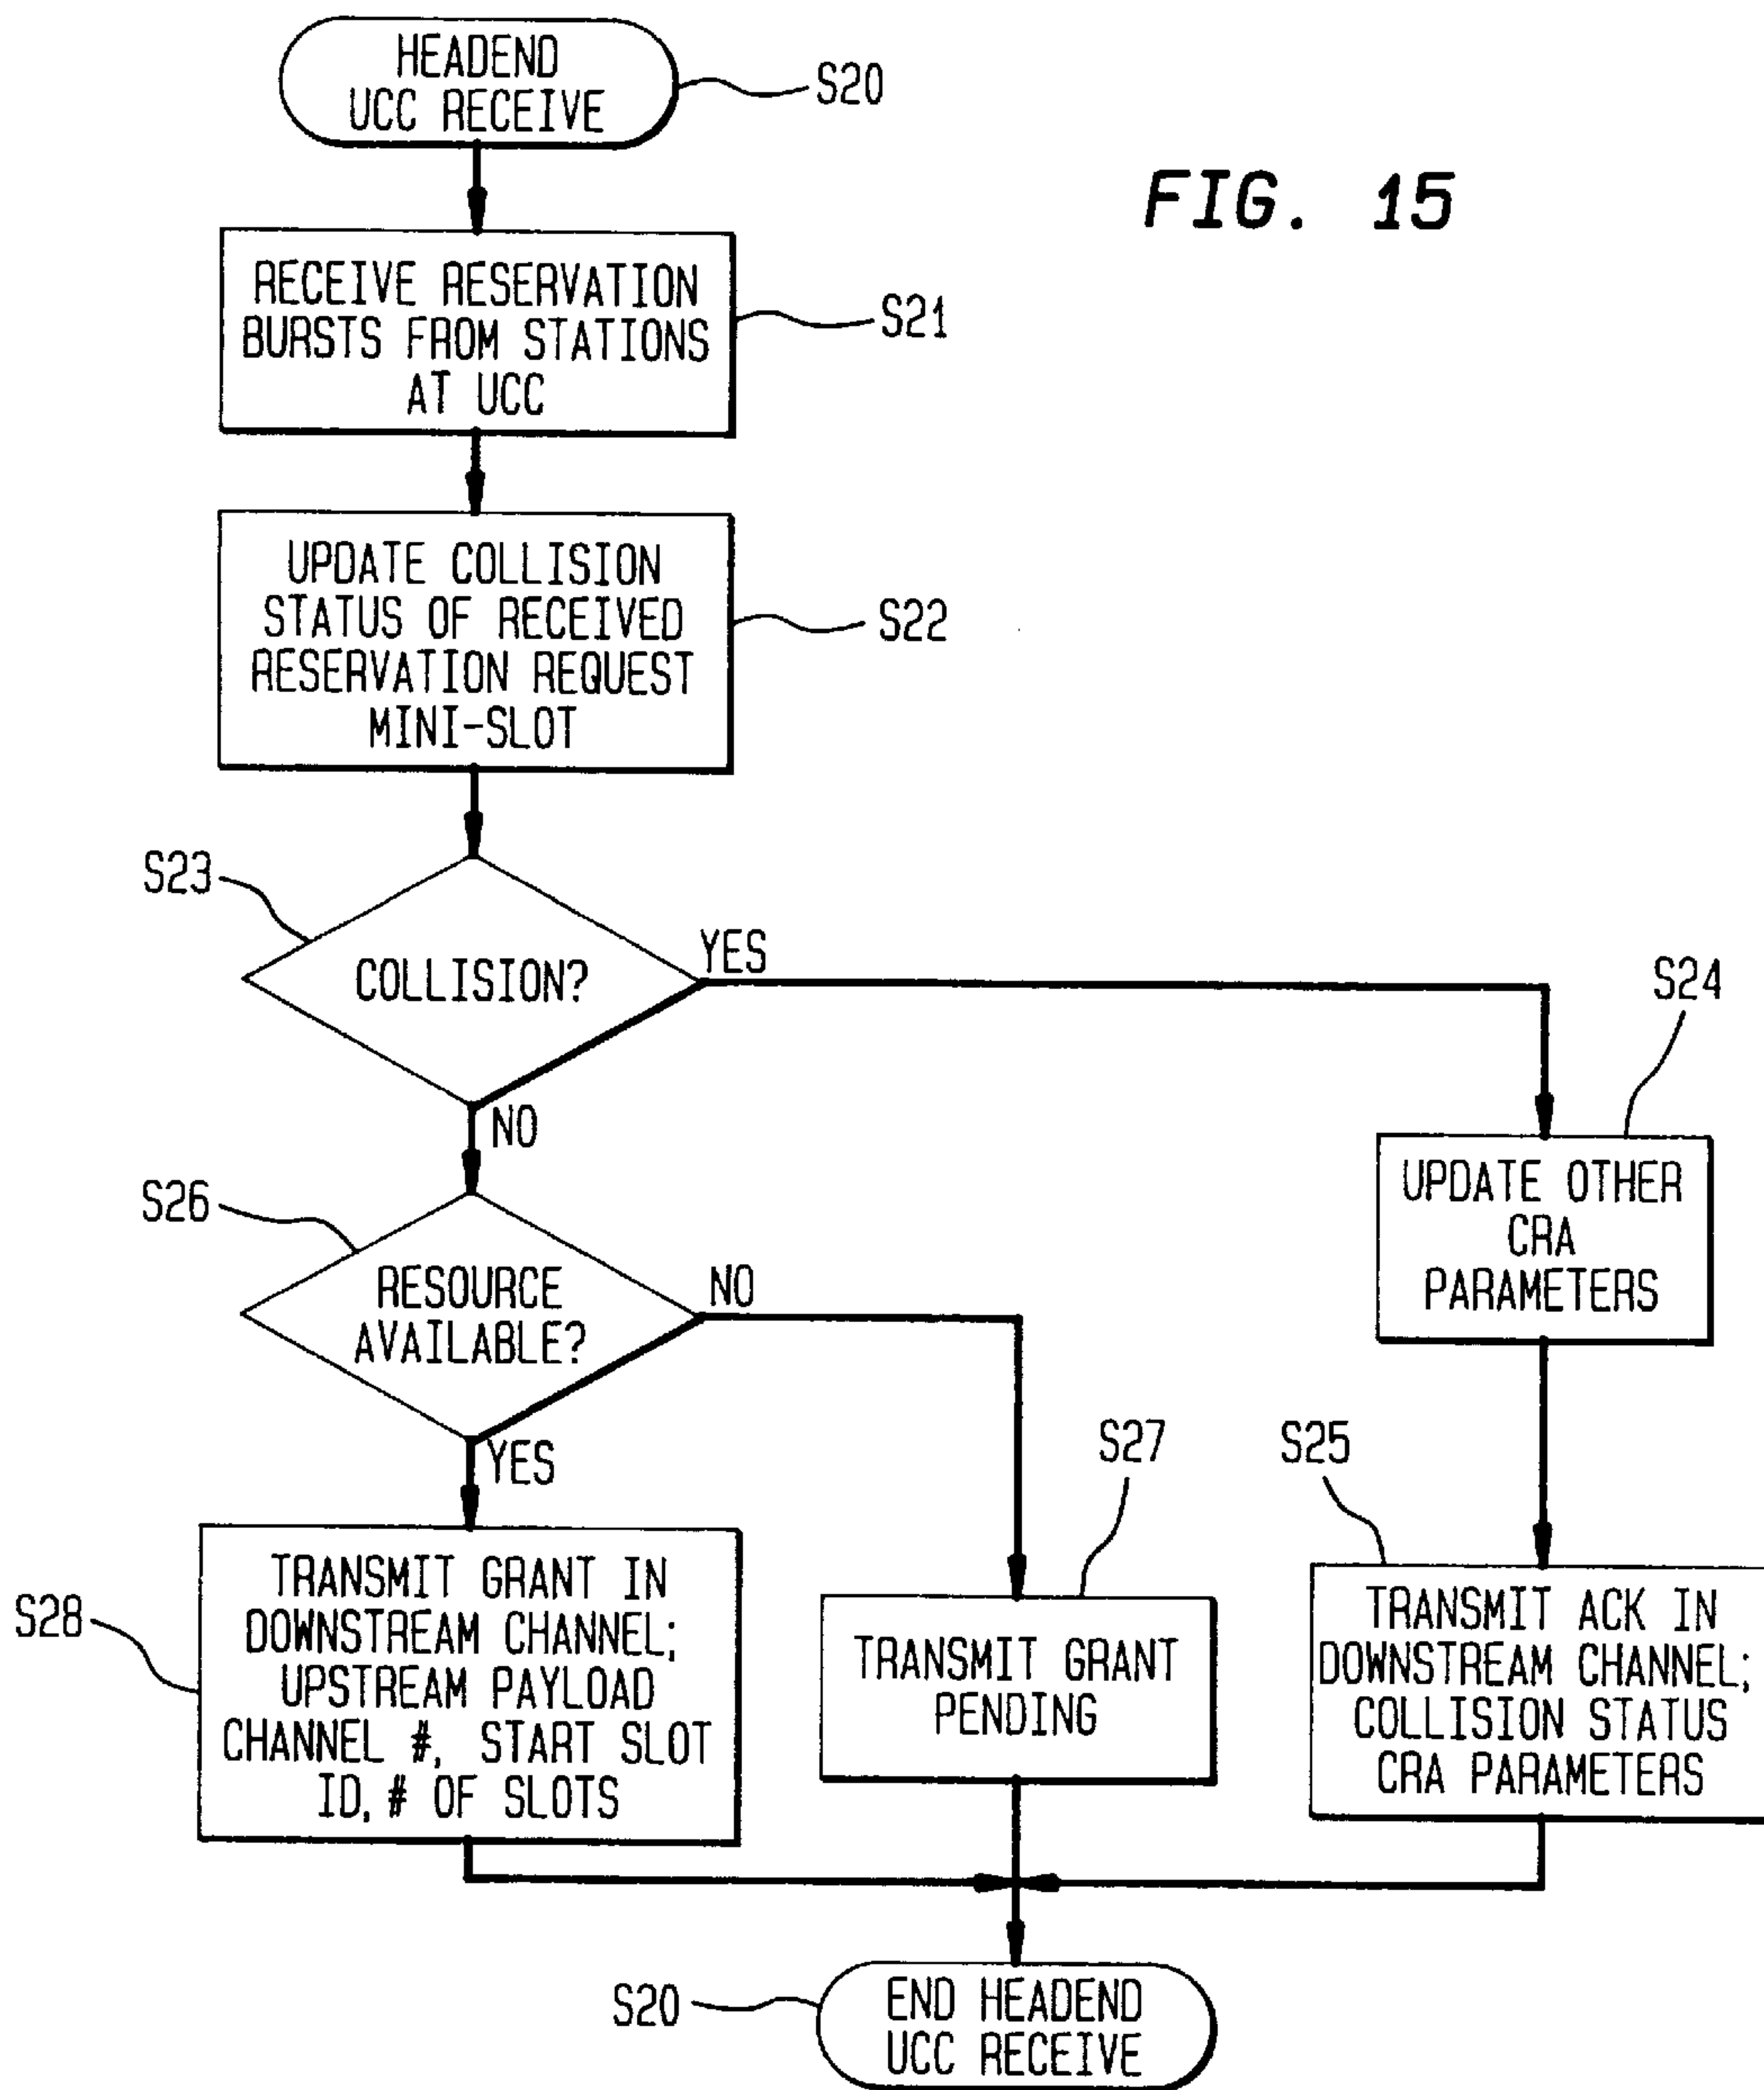 HEADEND
UCC RECEIVE
S20
FIG. 15
RECEIVE RESERVATION
BURSTS FROM STATIONS
AT UCC
S21
UPDATE COLLISION
STATUS OF RECEIVED
RESERVATION REQUEST
MINI-SLOT
S22
S23
COLLISION?
YES
NO
S24
UPDATE OTHER
CRA
PARAMETERS
S26
RESOURCE
AVAILABLE?
NO
YES
S28
TRANSMIT GRANT IN
DOWNSTREAM CHANNEL;
UPSTREAM PAYLOAD
CHANNEL #, START SLOT
ID, # OF SLOTS
S27
TRANSMIT GRANT
PENDING
S25
TRANSMIT ACK IN
DOWNSTREAM CHANNEL;
COLLISION STATUS
CRA PARAMETERS
S20
END HEADEND
UCC RECEIVE